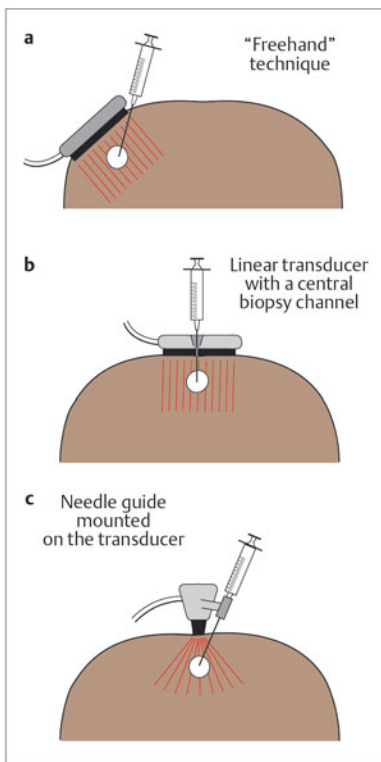 a
“Freehand”
technique
b
Linear transducer
with a central
biopsy channel
c
Needle guide
mounted
on the transducer